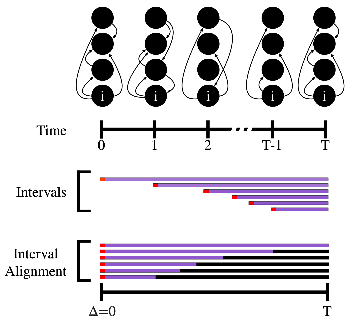 i i i i i
Time
0 1 2 T-1 T
Intervals
Interval
Alignment
Δ=0 T